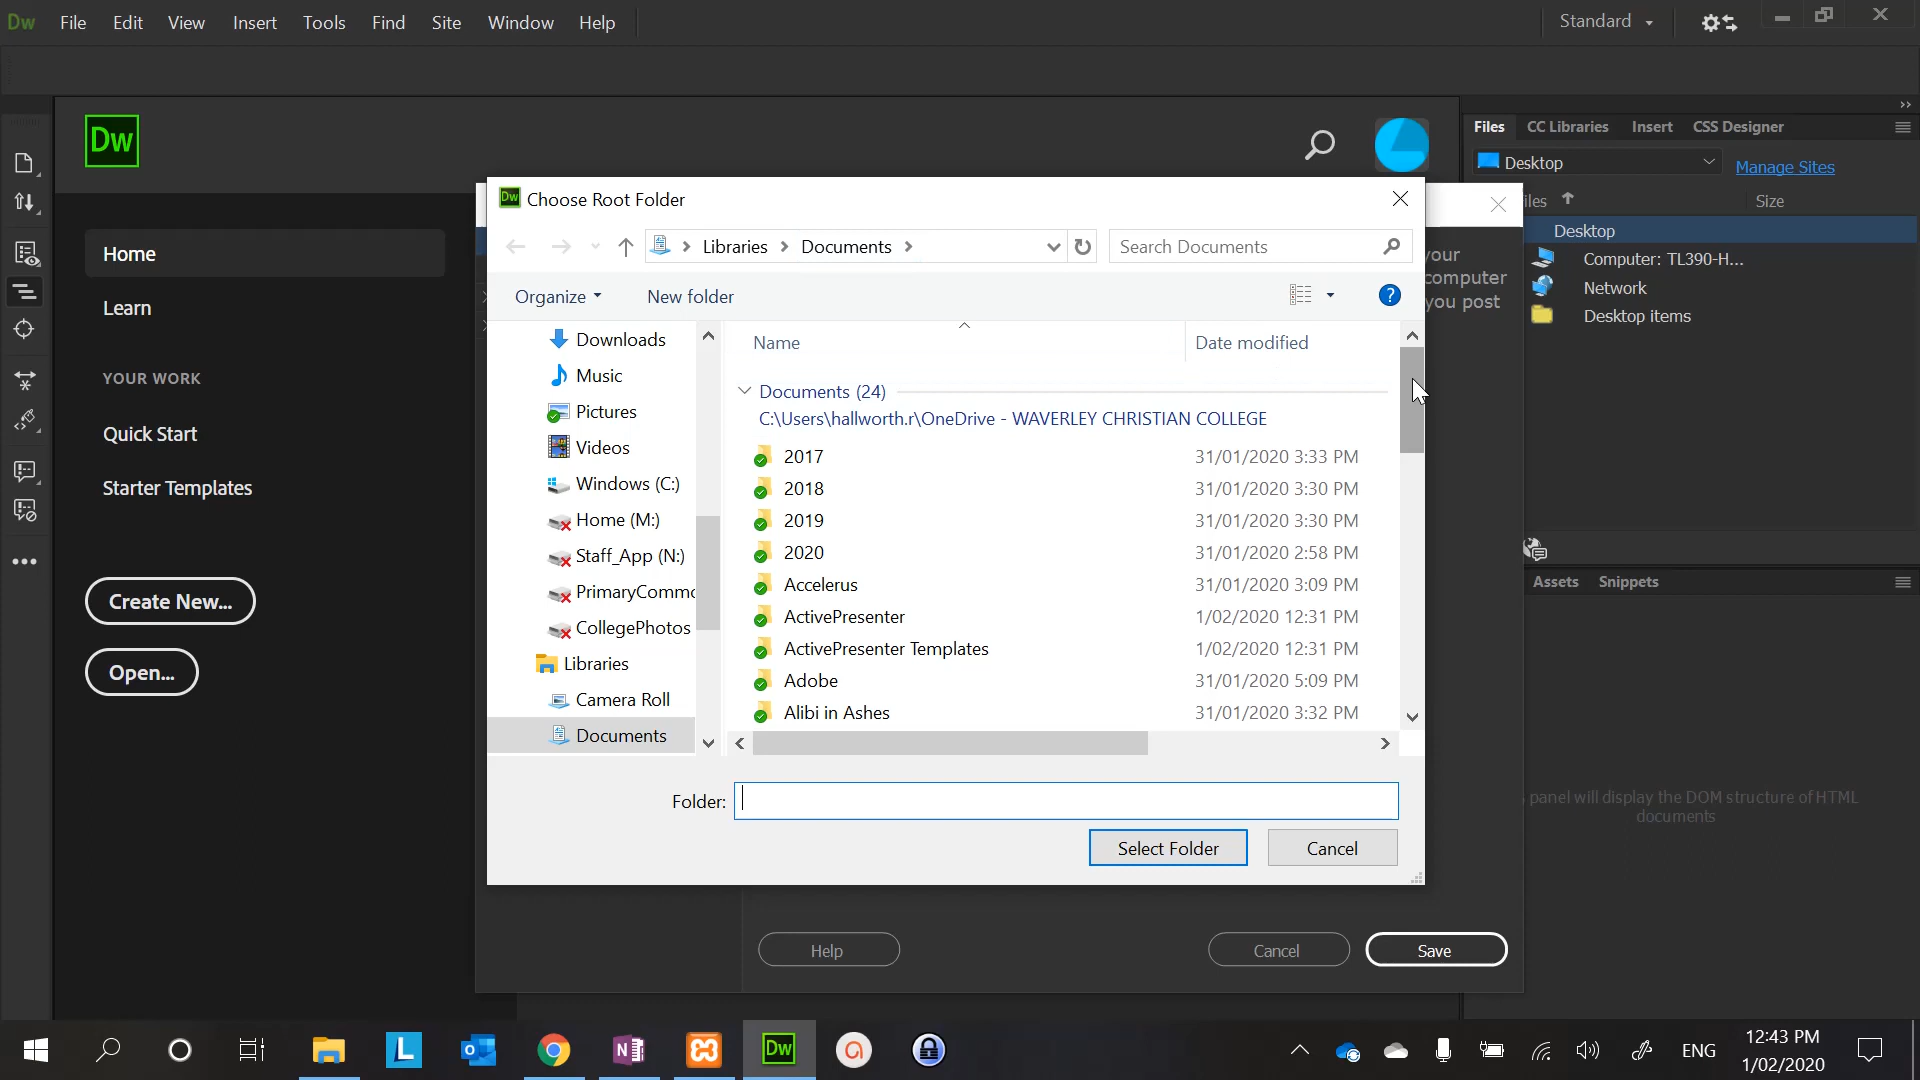 Dw File Edit View Insert Tools Find Site Window Help
Standard
Dw
Files CC Libraries Insert CSS Designer
Desktop
Manage Sites
Size
Desktop
Computer: TL390-H...
Network
Desktop items
Home
Learn
YOUR WORK
Quick Start
Starter Templates
Create New...
Open...
Dw Choose Root Folder
Libraries Documents
Search Documents
Organize New folder
?
Downloads
Music
Pictures
Videos
Windows (C:)
Home (M:)
Staff_App (N:)
PrimaryComm
CollegePhotos
Libraries
Camera Roll
Documents
Name Date modified
Documents (24)
C:\Users\hallworth.r\OneDrive - WAVERLEY CHRISTIAN COLLEGE
2017 31/01/2020 3:33 PM
2018 31/01/2020 3:30 PM
2019 31/01/2020 3:30 PM
2020 31/01/2020 2:58 PM
Accelerus 31/01/2020 3:09 PM
ActivePresenter 1/02/2020 12:31 PM
ActivePresenter Templates 1/02/2020 12:31 PM
Adobe 31/01/2020 5:09 PM
Alibi in Ashes 31/01/2020 3:32 PM
Folder:
Select Folder Cancel
your
computer
you post
Help Cancel Save
Assets Snippets
panel will display the DOM structure of HTML
documents
L
N
Dw
ENG
12:43 PM
1/02/2020